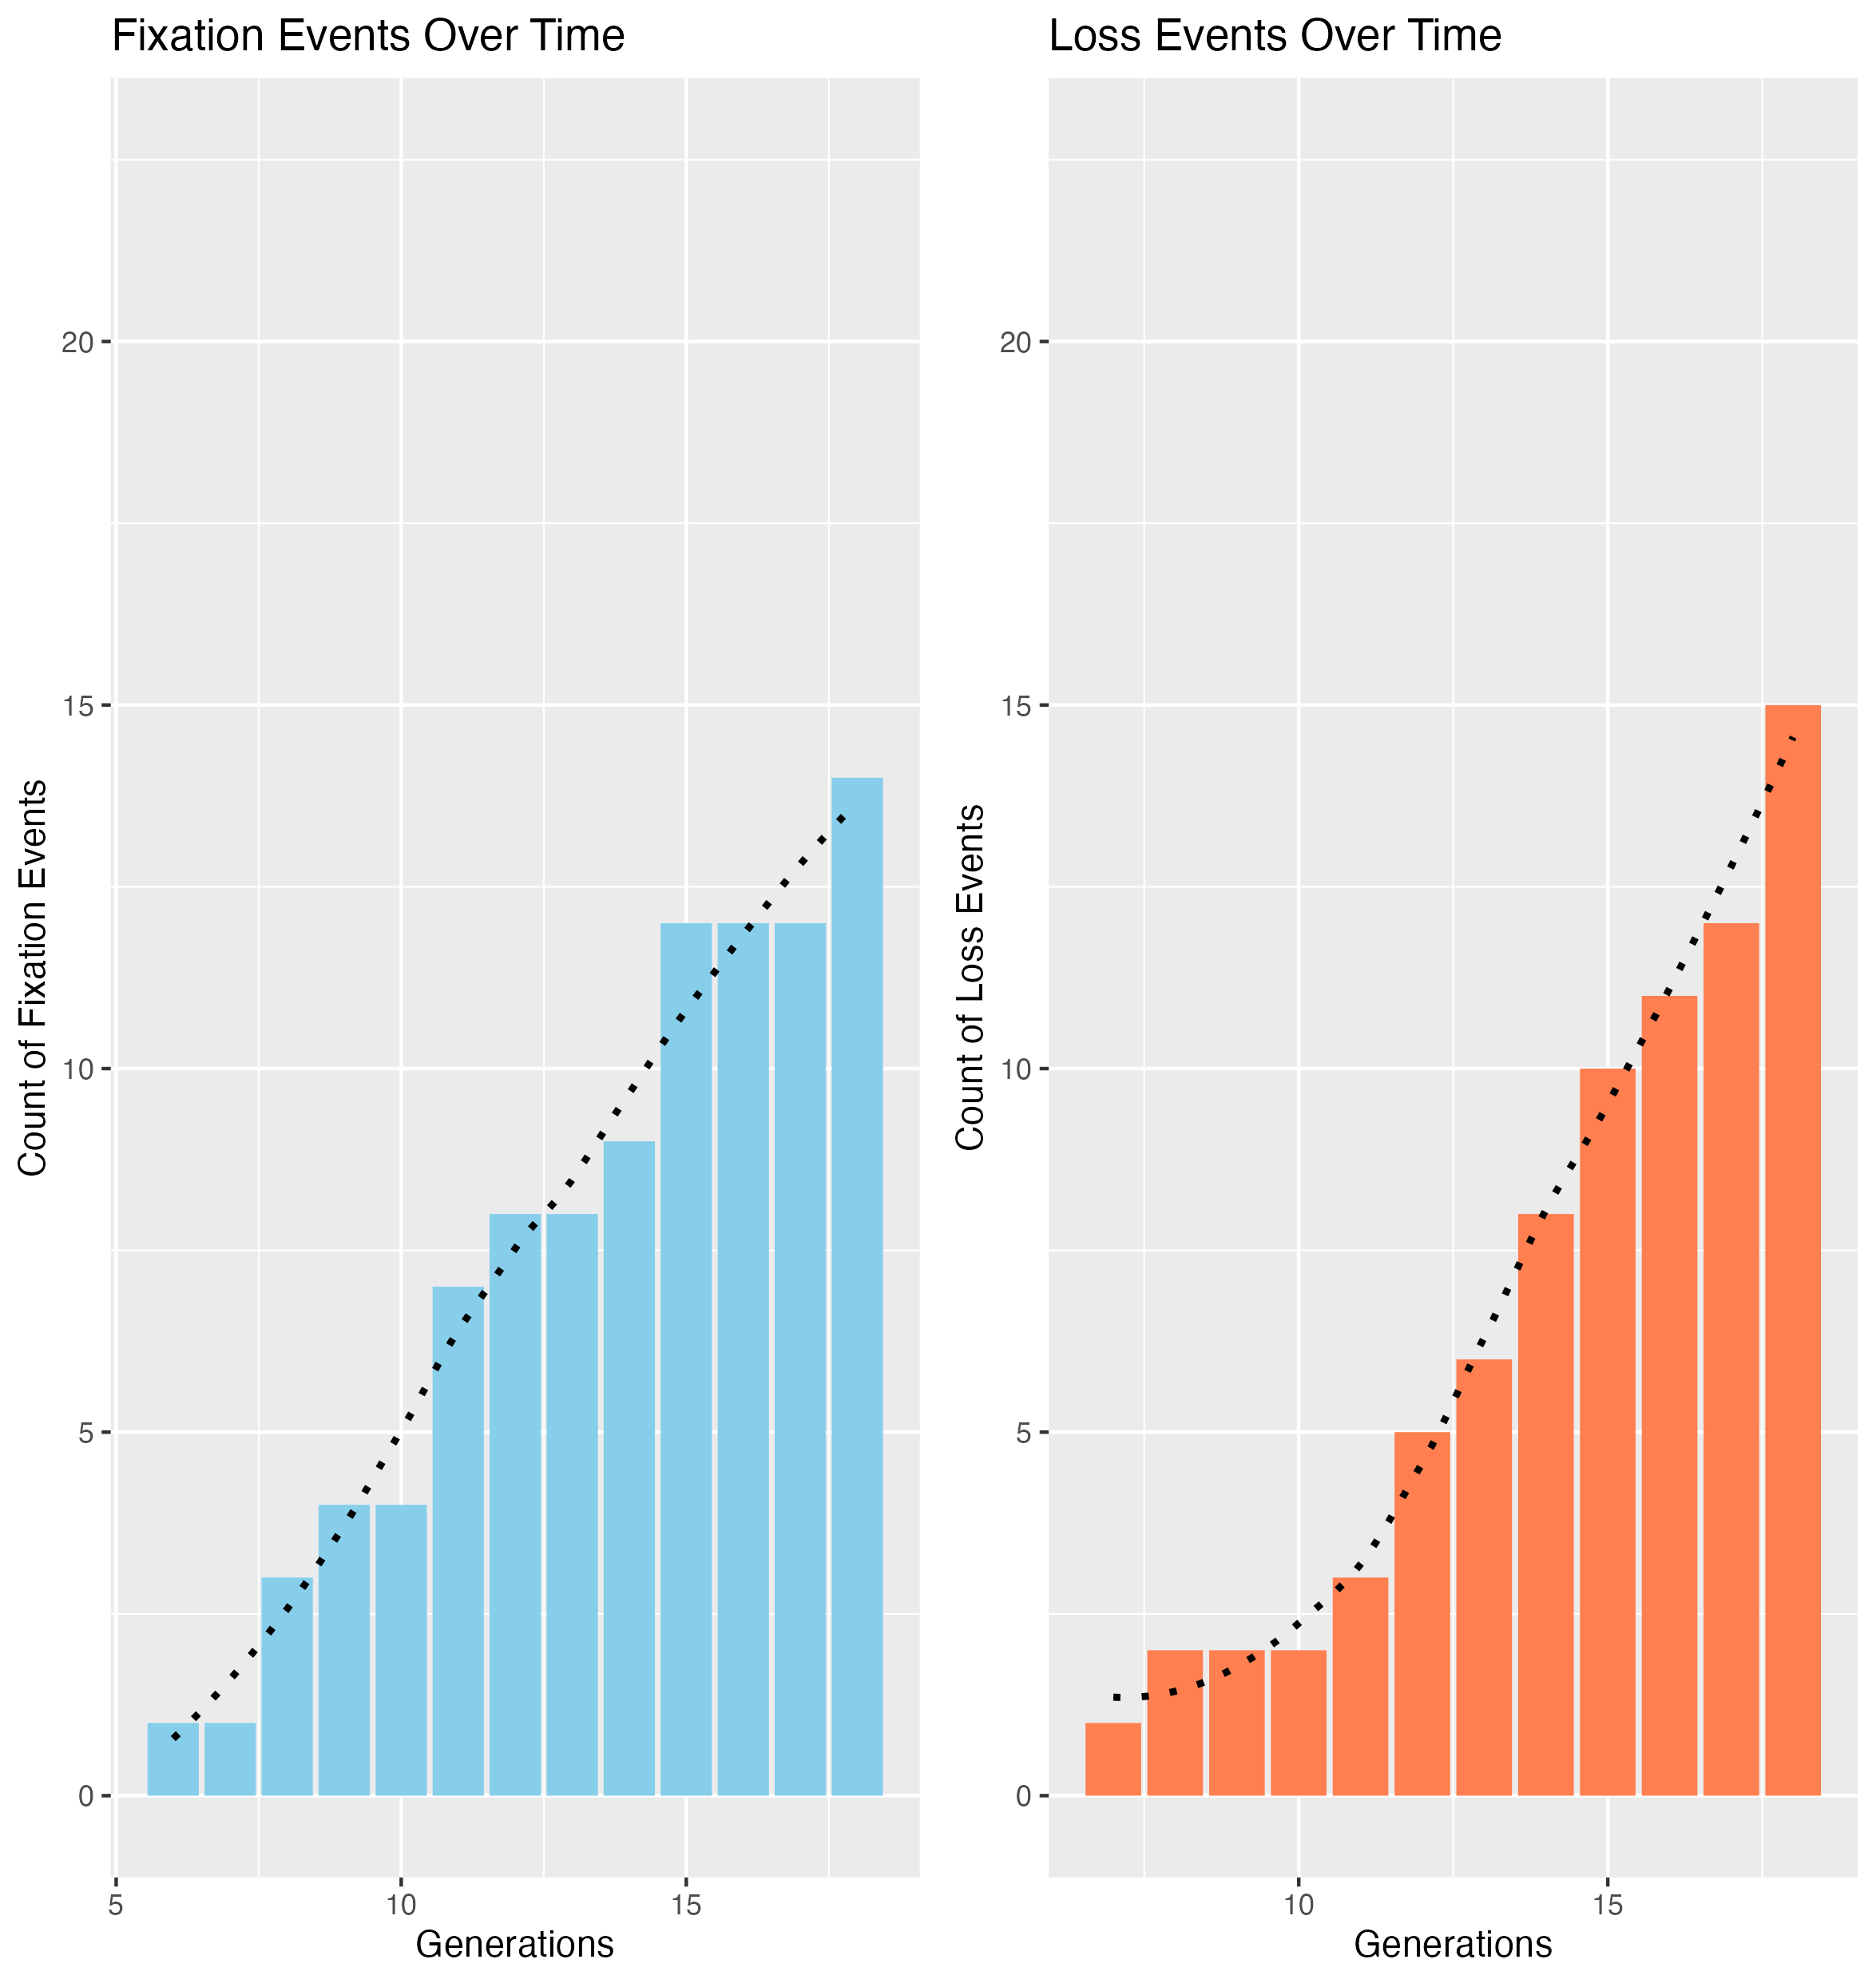 Fixation Events Over Time
Count of Fixation Events
20
15
10
5
0
5 10 15
Generations
Loss Events Over Time
Count of Loss Events
20
15
10
5
0
10 15
Generations